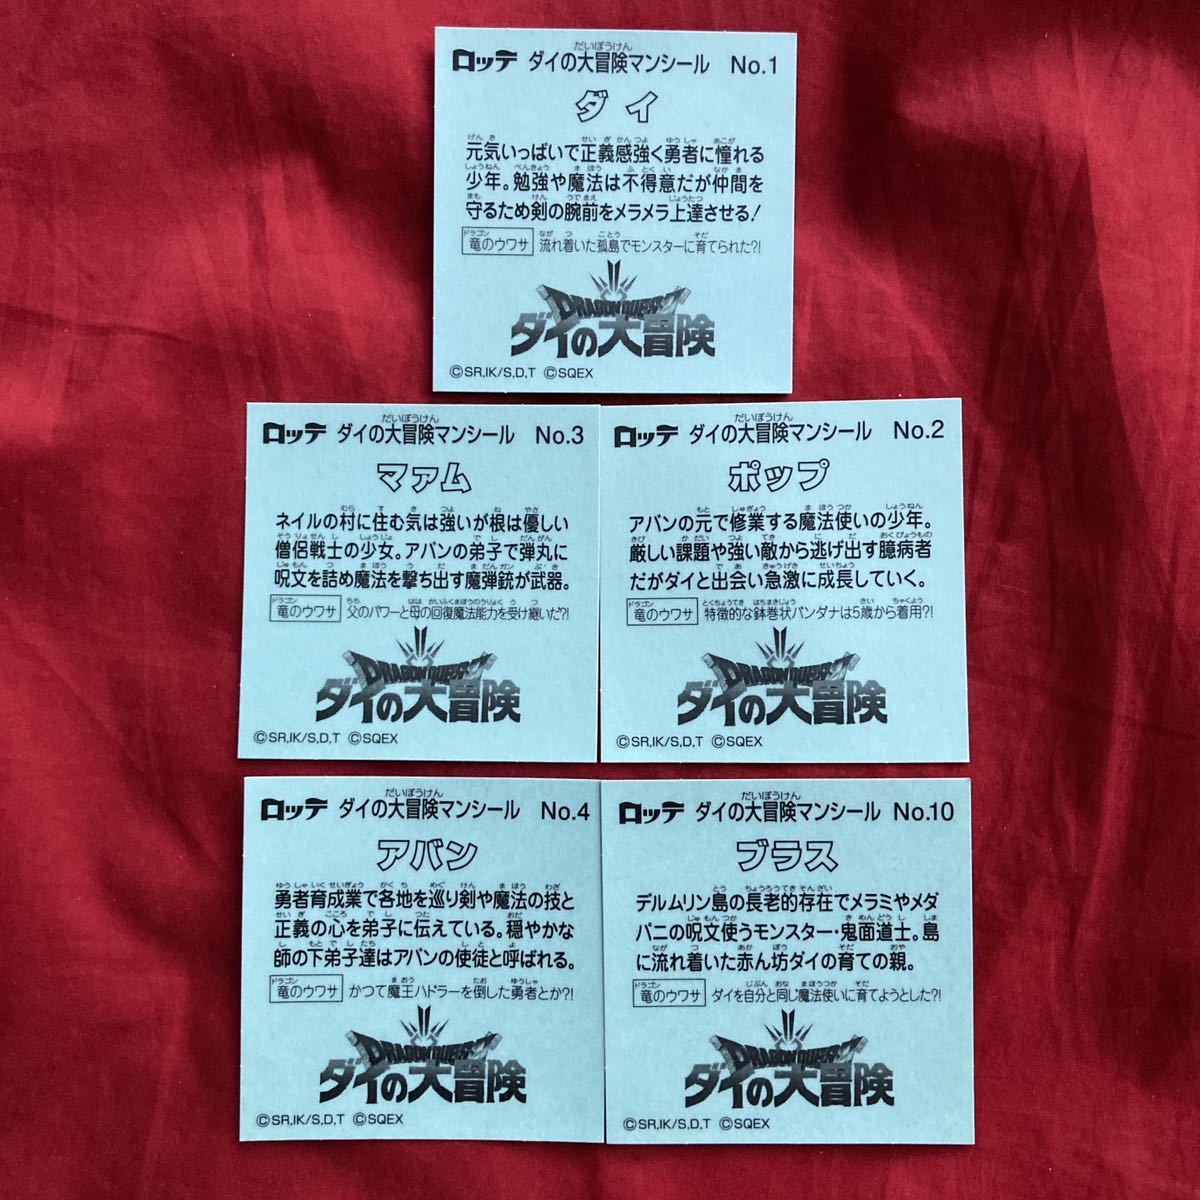 ロッテ ダイの大冒険マンシール No.1
ダイ
元気いっぱいで正義感強く勇者に憧れる
少年。勉強や魔法は不得意だが仲間を
守るため剣の腕前をメラメラ上達させる!
竜のウワサ 流れ着いた孤島でモンスターに育てられた?!
DRAGON QUEST
ダイの大冒険
©SR,IK/S,D,T ©SQEX
ロッテ ダイの大冒険マンシール No.3
マァム
ネイルの村に住む気は強いが根は優しい
僧侶戦士の少女。アバンの弟子で弾丸に
呪文を詰め魔法を撃ち出す魔弾銃が武器。
竜のウワサ 父のパワーと母の回復魔法能力を受け継いだ?!
DRAGON QUEST
ダイの大冒険
©SR,IK/S,D,T ©SQEX
ロッテ ダイの大冒険マンシール No.2
ポップ
アバンの元で修業する魔法使いの少年。
厳しい課題や強い敵から逃げ出す臆病者
だがダイと出会い急激に成長していく。
竜のウワサ 特徴的な鉢巻状バンダナは5歳から着用?!
DRAGON QUEST
ダイの大冒険
©SR,IK/S,D,T ©SQEX
ロッテ ダイの大冒険マンシール No.4
アバン
勇者育成業で各地を巡り剣や魔法の技と
正義の心を弟子に伝えている。穏やかな
師の下弟子達はアバンの使徒と呼ばれる。
竜のウワサ かつて魔王ハドラーを倒した勇者とか?!
DRAGON QUEST
ダイの大冒険
©SR,IK/S,D,T ©SQEX
ロッテ ダイの大冒険マンシール No.10
ブラス
デルムリン島の長老的存在でメラミやメダ
パニの呪文使うモンスター・鬼面道士。島
に流れ着いた赤ん坊ダイの育ての親。
竜のウワサ ダイを自分と同じ魔法使いに育てようとした?!
DRAGON QUEST
ダイの大冒険
©SR,IK/S,D,T ©SQEX